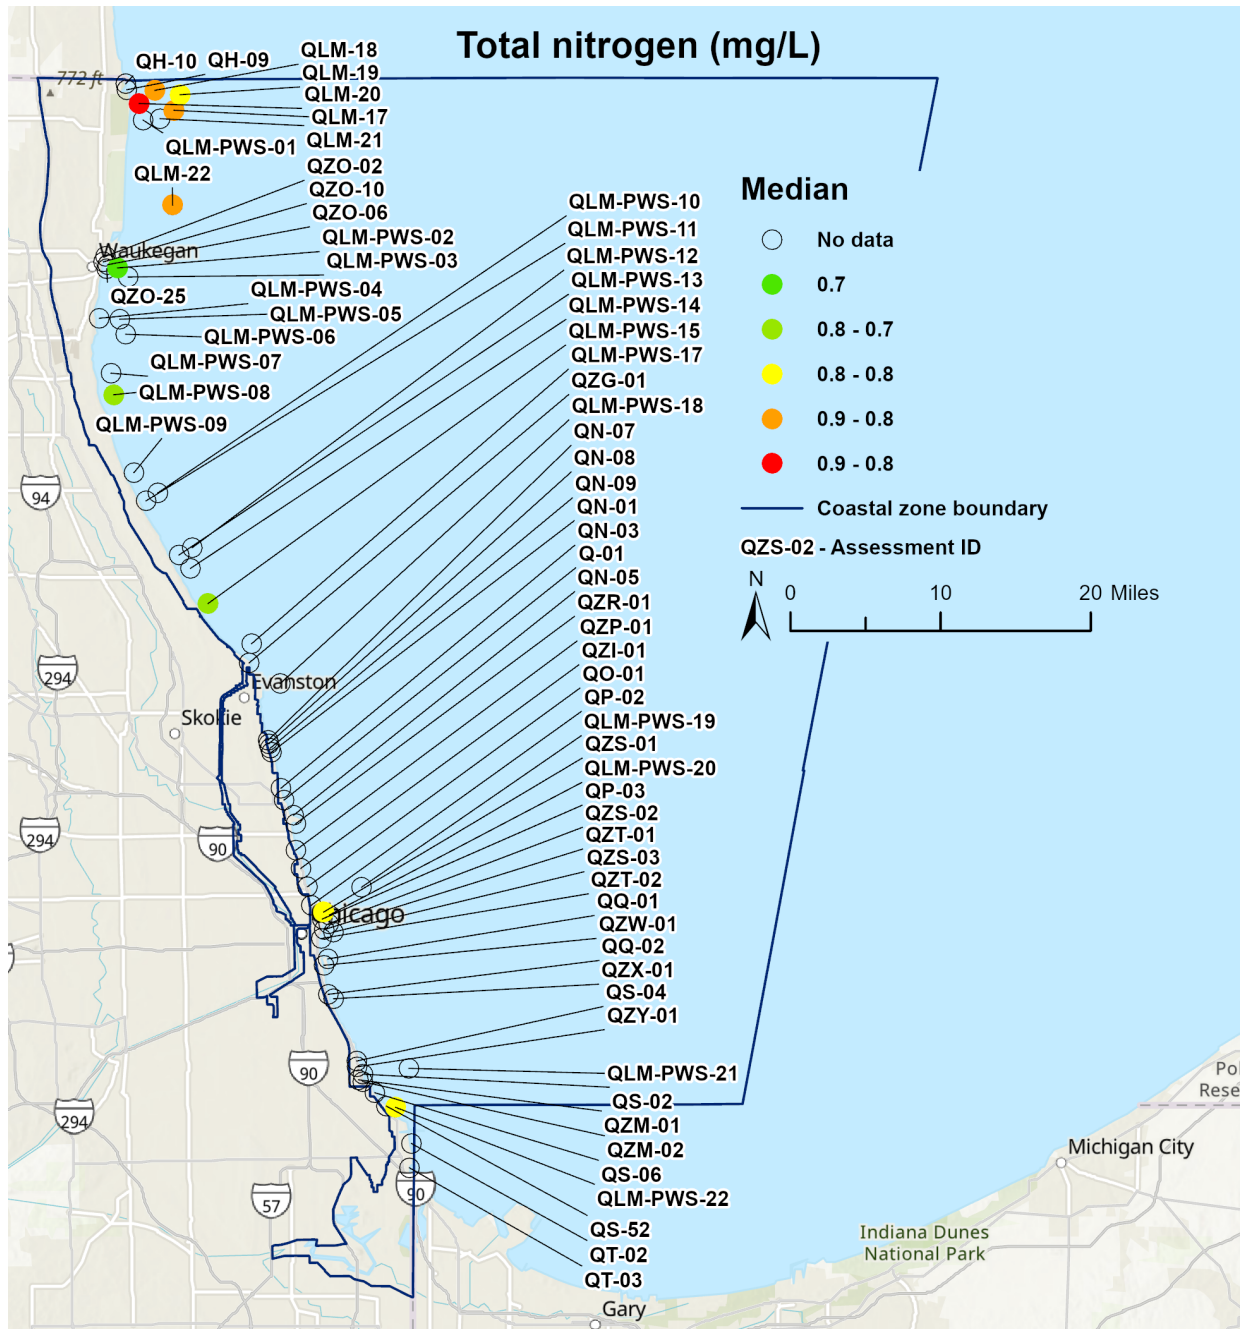 Total nitrogen (mg/L)
QH-10
QH-09
QLM-18
QLM-19
QLM-20
QLM-17
QLM-21
772 ft
QLM-PWS-01
QLM-22
QZO-02
QZO-10
QZO-06
QLM-PWS-02
QLM-PWS-03
Waukegan
QZO-25
QLM-PWS-04
QLM-PWS-05
QLM-PWS-06
QLM-PWS-07
QLM-PWS-08
QLM-PWS-09
QLM-PWS-10
QLM-PWS-11
QLM-PWS-12
QLM-PWS-13
QLM-PWS-14
QLM-PWS-15
QLM-PWS-17
QZG-01
QLM-PWS-18
QN-07
QN-08
QN-09
QN-01
QN-03
Q-01
QN-05
QZR-01
QZP-01
QZI-01
QO-01
QP-02
QLM-PWS-19
QZS-01
QLM-PWS-20
QP-03
QZS-02
QZT-01
QZS-03
QZT-02
QQ-01
QZW-01
QQ-02
QZX-01
QS-04
QZY-01
QLM-PWS-21
QS-02
QZM-01
QZM-02
QS-06
QLM-PWS-22
QS-52
QT-02
QT-03
Median
No data
0.7
0.8 - 0.7
0.8 - 0.8
0.9 - 0.8
0.9 - 0.8
Coastal zone boundary
QZS-02 - Assessment ID
N
0 10 20 Miles
94
294
Evanston
Skokie
294
90
90
294
57
90
Michigan City
Indiana Dunes
National Park
Gary